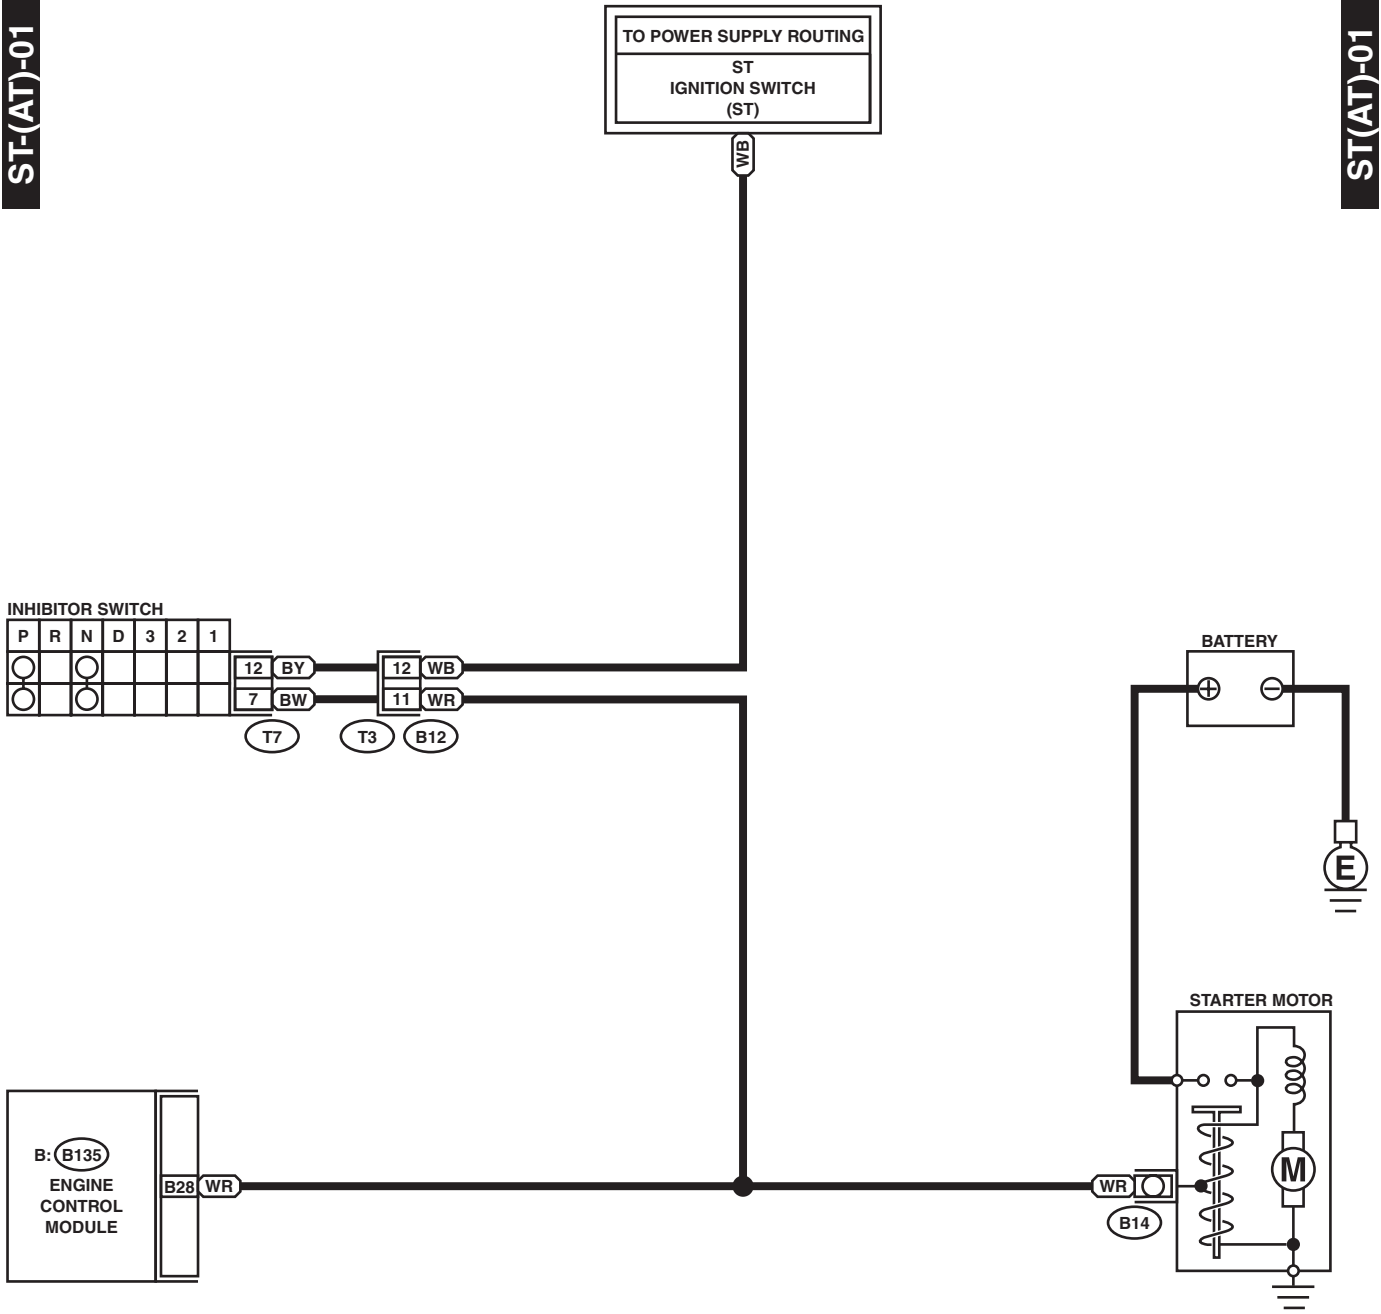 ST-(AT)-01
ST(AT)-01
TO POWER SUPPLY ROUTING
ST
IGNITION SWITCH
(ST)
WB
INHIBITOR SWITCH
P R N D 3 2 1
12 BY 12 WB
7 BW 11 WR
T7 T3 B12
BATTERY
+ −
E
STARTER MOTOR
M
B: B135
ENGINE
CONTROL
MODULE
B28 WR
WR
B14